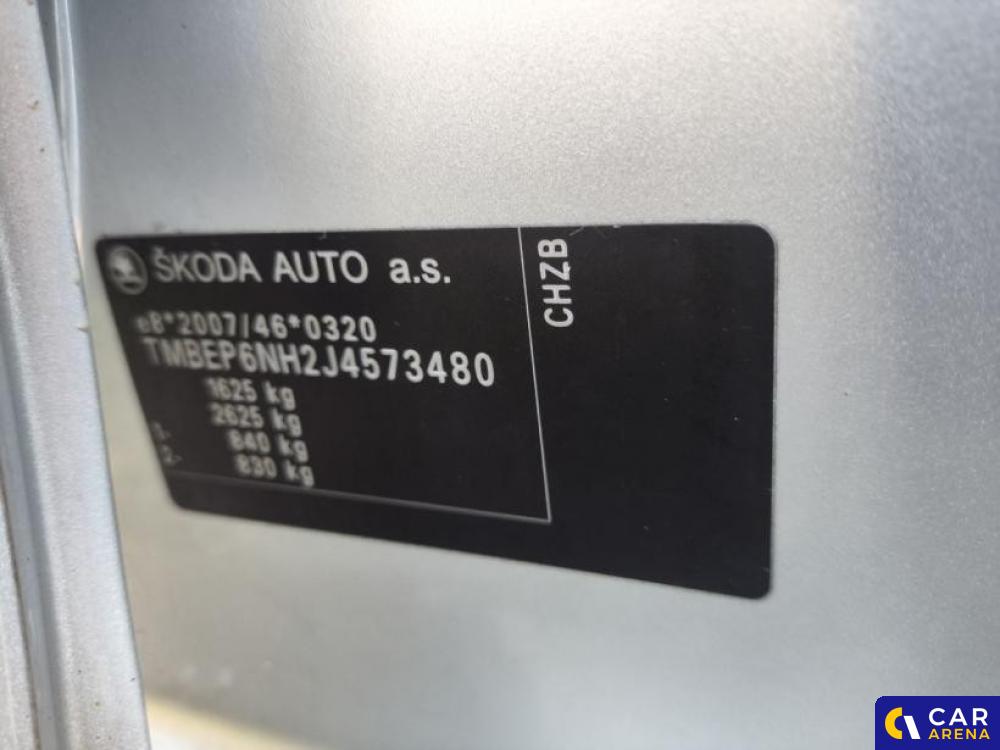 ŠKODA AUTO a.s.
e8*2007/46*0320
TMBEP6NH2J4573480
1625 kg
2625 kg
1- 840 kg
2- 830 kg
CHZB
CAR
ARENA